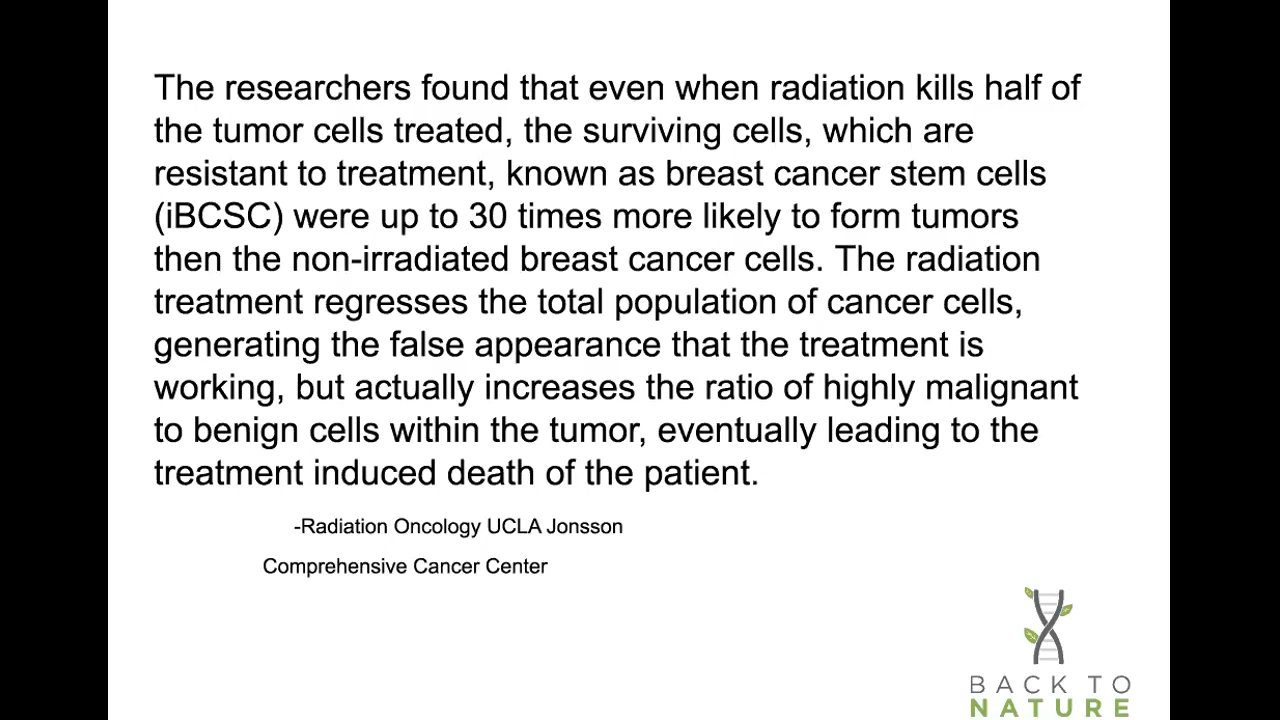 The researchers found that even when radiation kills half of
the tumor cells treated, the surviving cells, which are
resistant to treatment, known as breast cancer stem cells
(iBCSC) were up to 30 times more likely to form tumors
then the non-irradiated breast cancer cells. The radiation
treatment regresses the total population of cancer cells,
generating the false appearance that the treatment is
working, but actually increases the ratio of highly malignant
to benign cells within the tumor, eventually leading to the
treatment induced death of the patient.
-Radiation Oncology UCLA Jonsson
Comprehensive Cancer Center
BACK TO
NATURE